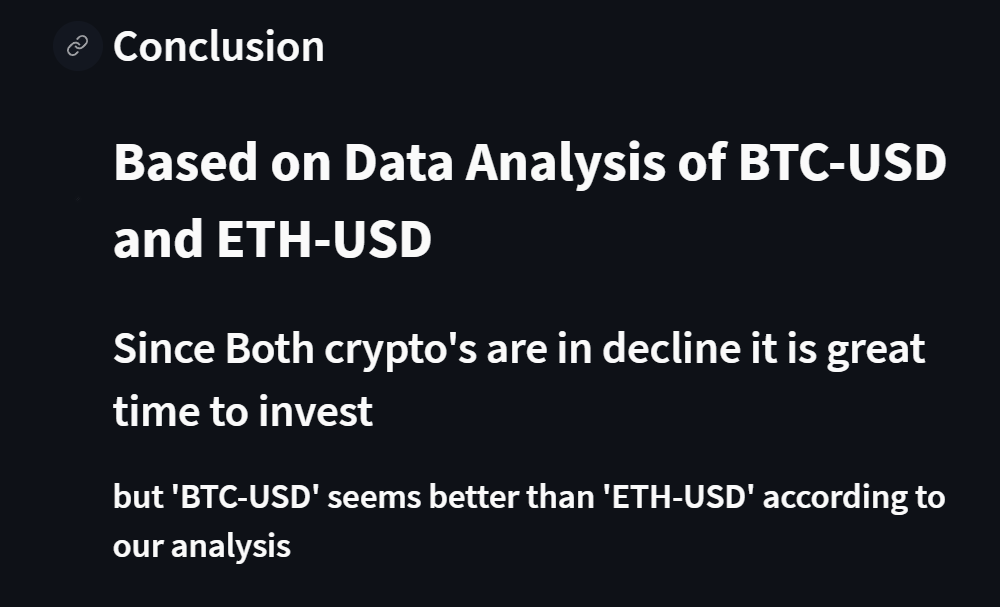 Conclusion
Based on Data Analysis of BTC-USD
and ETH-USD
Since Both crypto's are in decline it is great
time to invest
but 'BTC-USD' seems better than 'ETH-USD' according to
our analysis